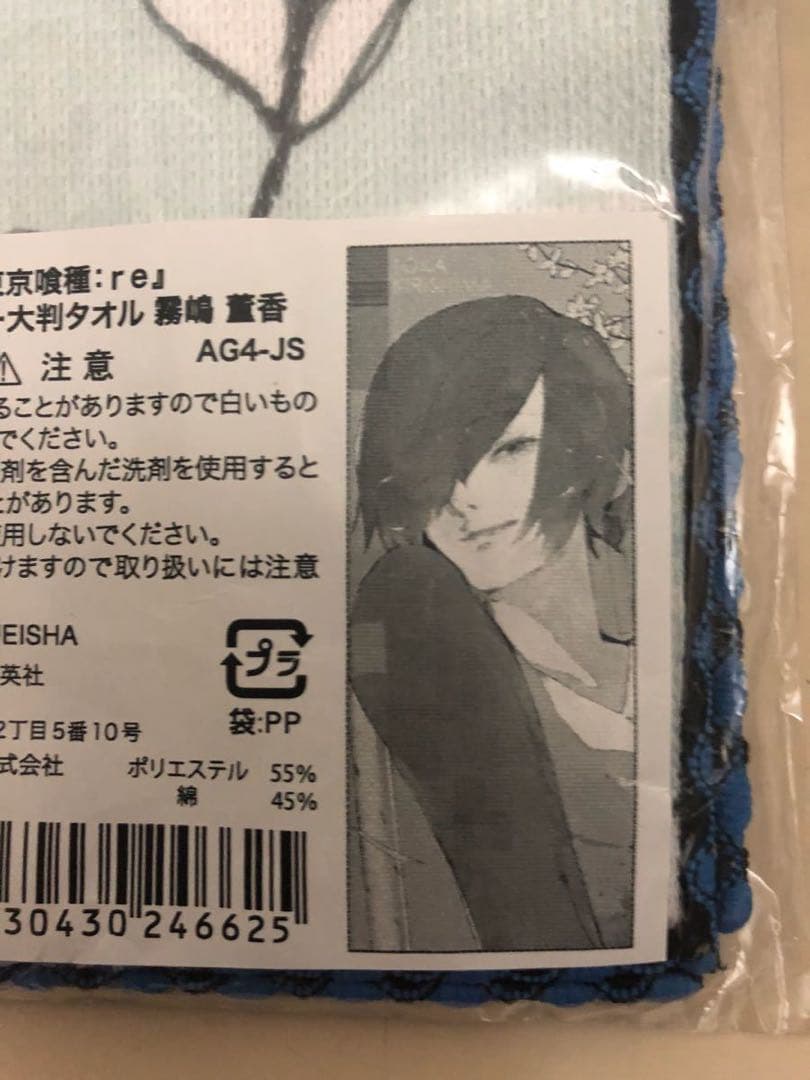 京喰種:re』
大判タオル 霧嶋 董香
AG4-JS
⚠ 注意
ることがありますので白いもの
でください。
剤を含んだ洗剤を使用すると
とがあります。
使用しないでください。
けますので取り扱いには注意
UEISHA
英社
プラ
2丁目5番10号
袋:PP
式会社
ポリエステル 55%
綿 45%
30430 246625